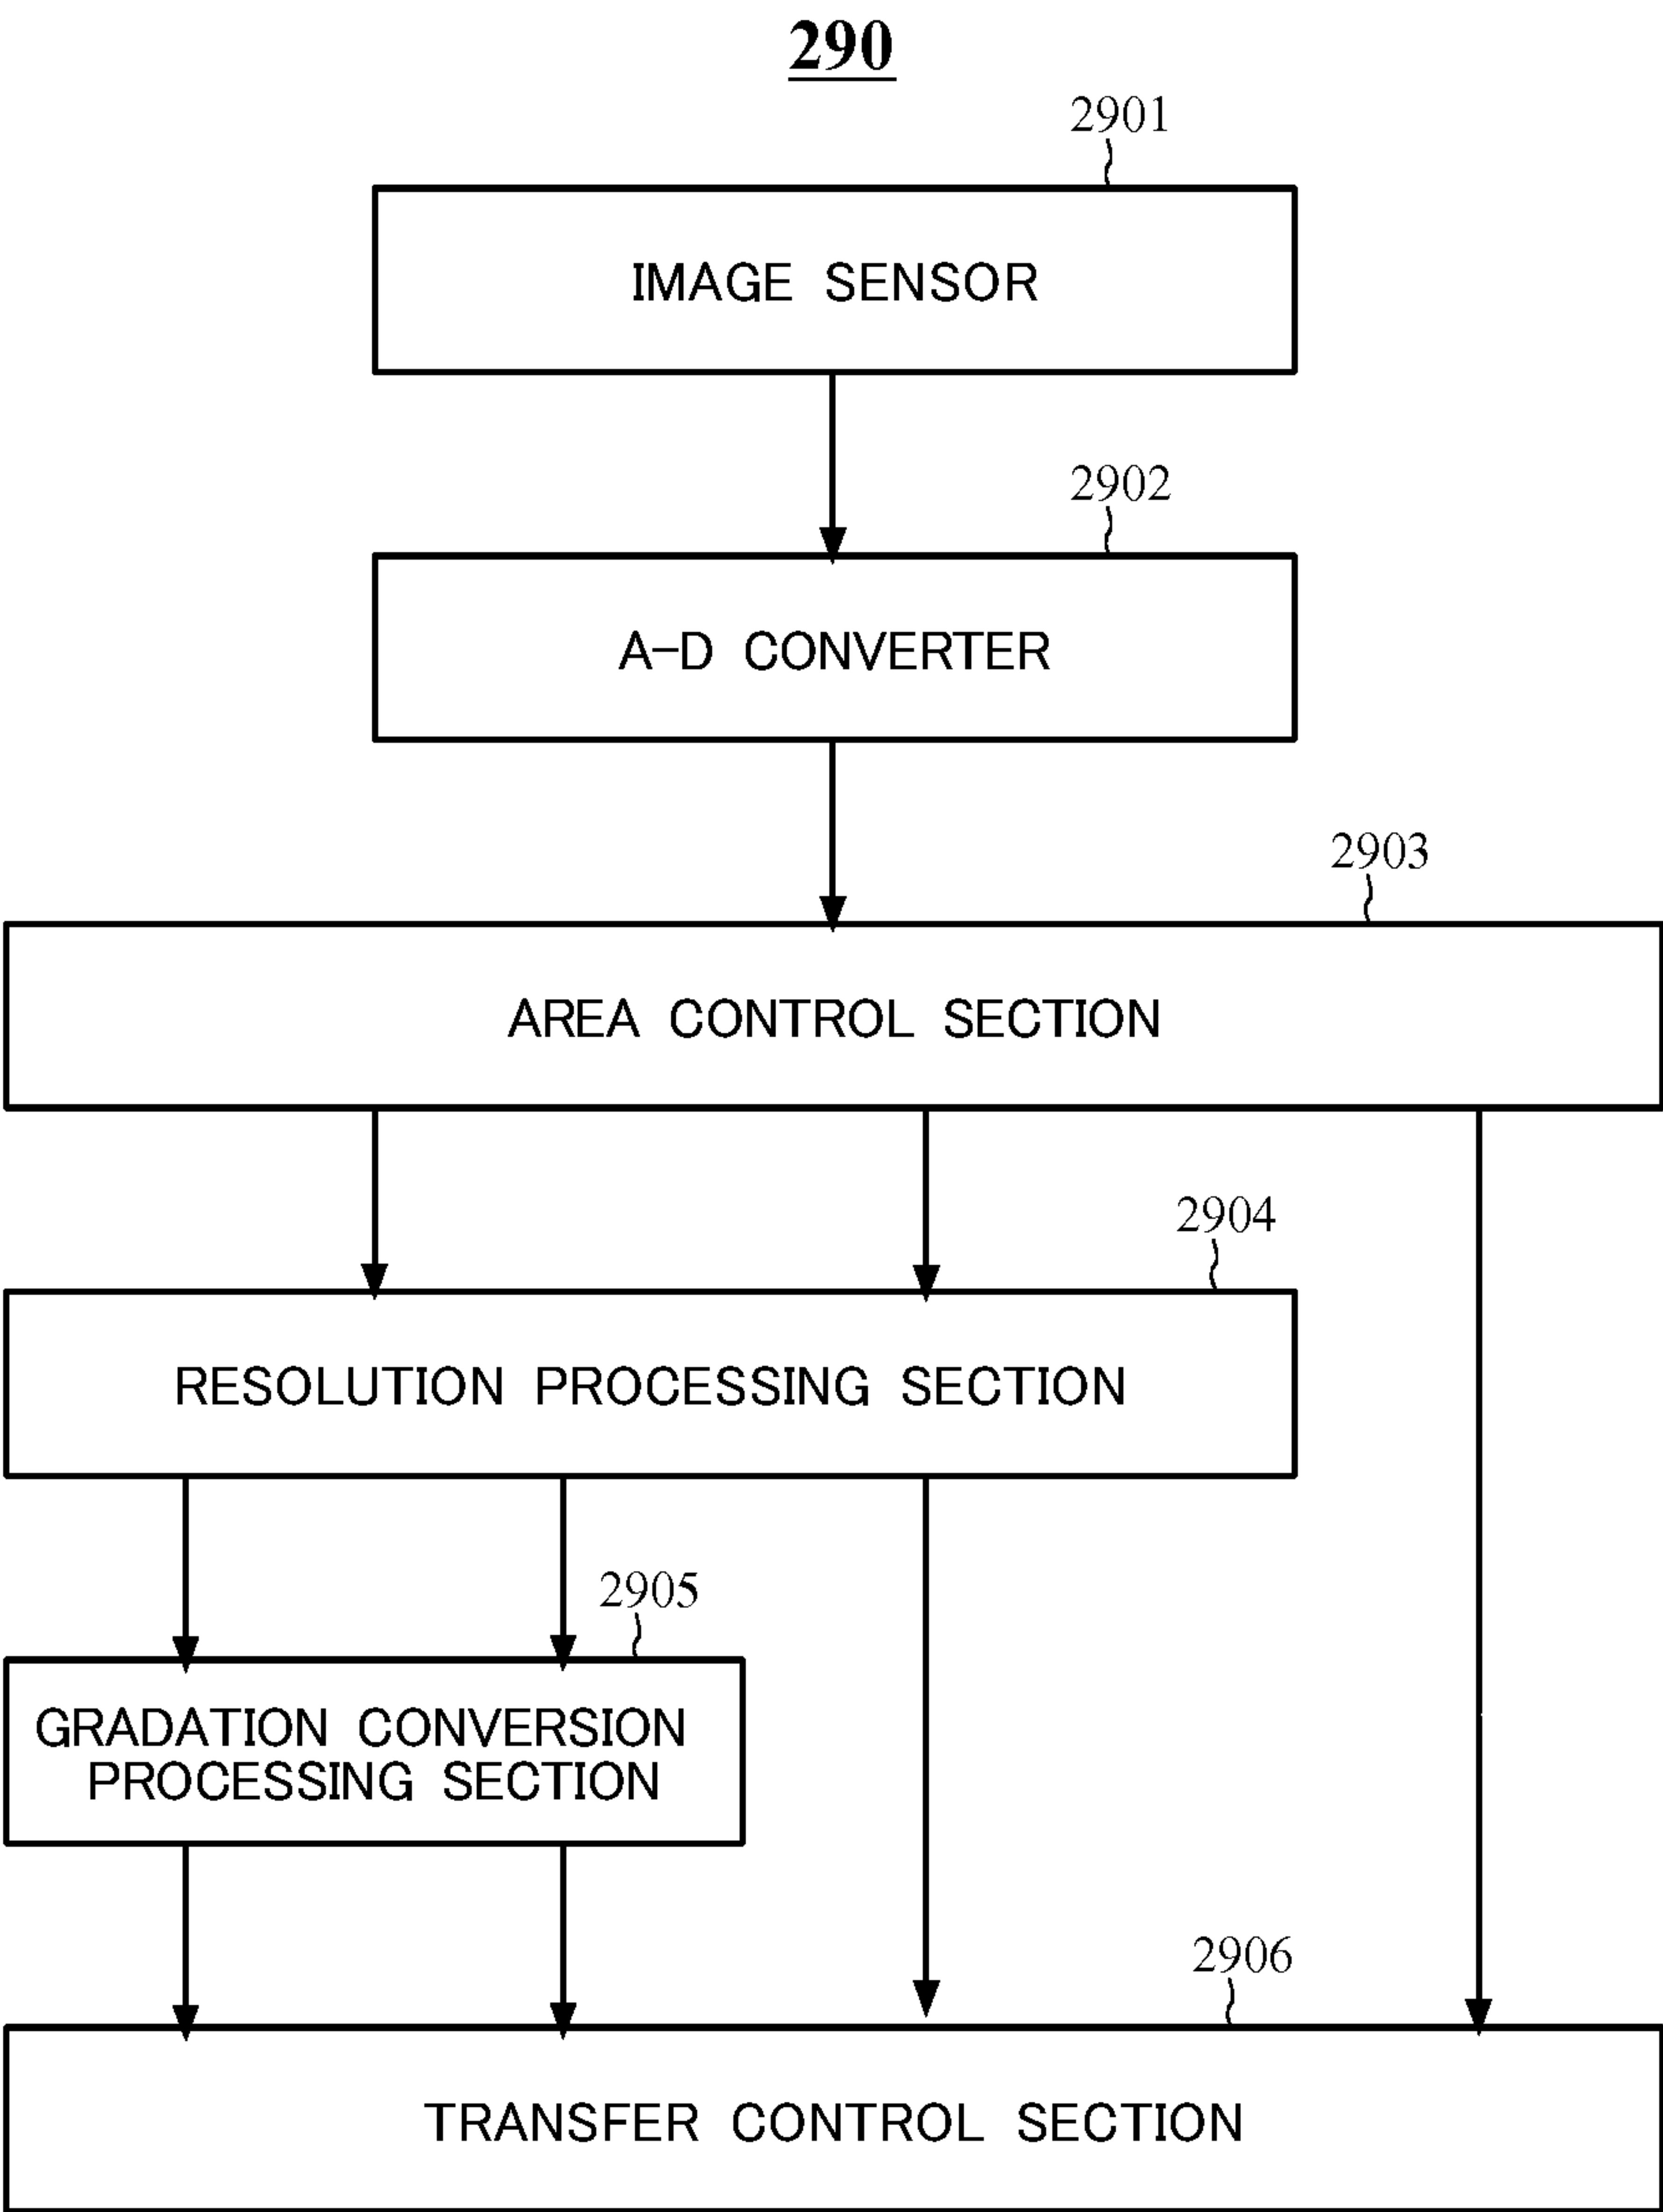 290
2901
IMAGE SENSOR
2902
A-D CONVERTER
2903
AREA CONTROL SECTION
2904
RESOLUTION PROCESSING SECTION
2905
GRADATION CONVERSION
PROCESSING SECTION
2906
TRANSFER CONTROL SECTION